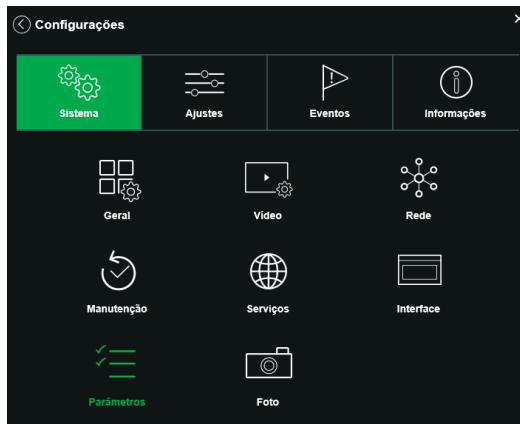 Configurações
Sistema
Ajustes
Eventos
Informações
Geral
Vídeo
Rede
Manutenção
Serviços
Interface
Parâmetros
Foto